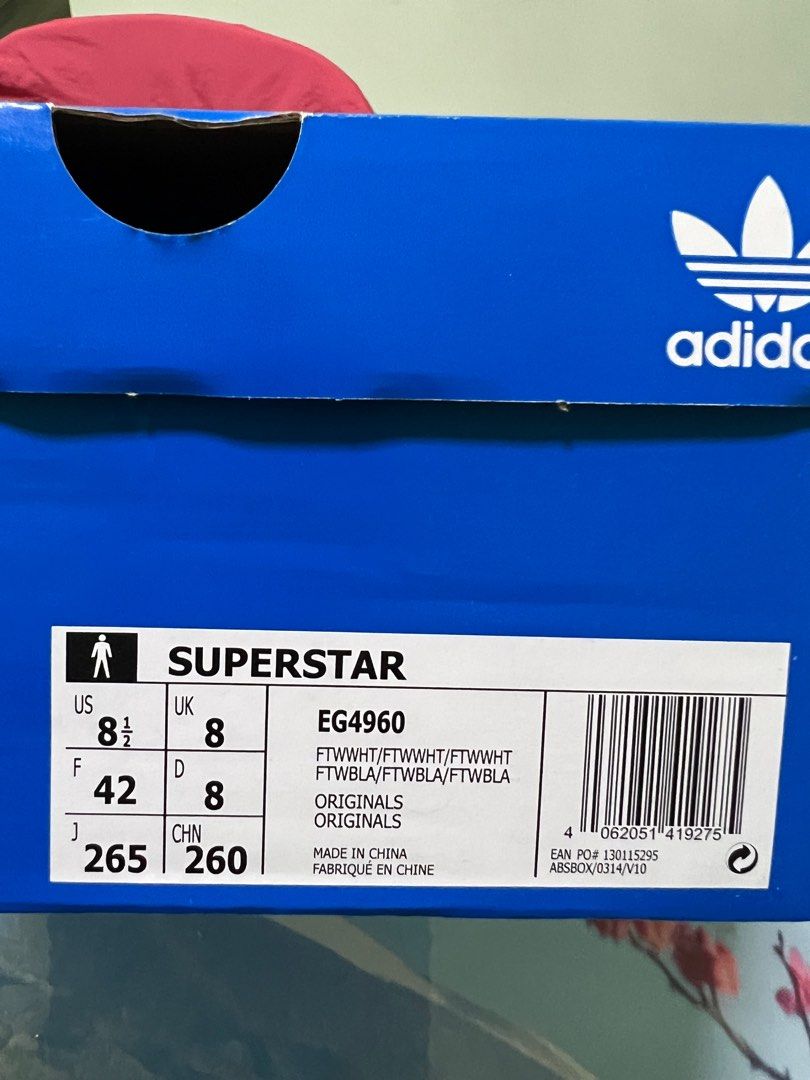 adidas
SUPERSTAR
US 8½ UK 8
F 42 D 8
J 265 CHN 260
EG4960
FTWWHT/FTWWHT/FTWWHT
FTWBLA/FTWBLA/FTWBLA
ORIGINALS
ORIGINALS
MADE IN CHINA
FABRIQUÉ EN CHINE
4 062051 419275
EAN PO# 130115295
ABSBOX/0314/V10